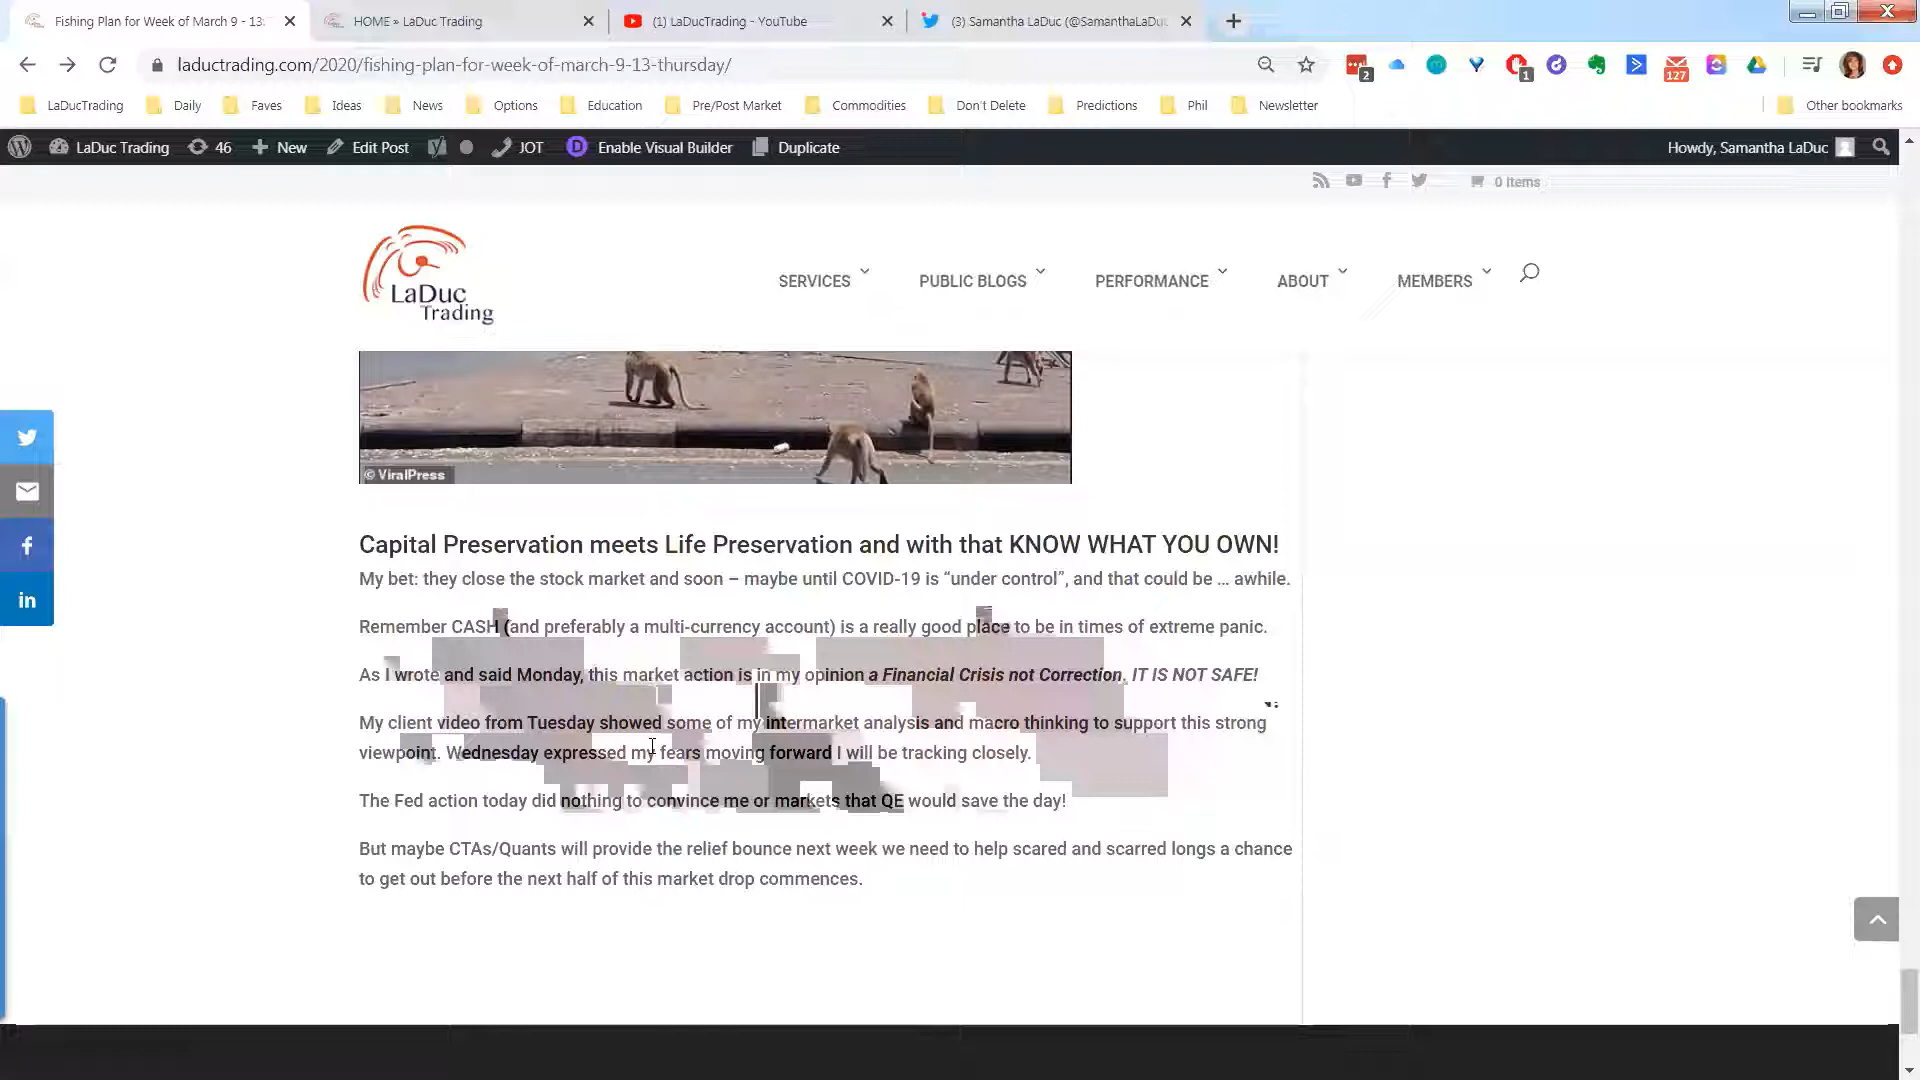 Fishing Plan for Week of March 9 - 13:
HOME » LaDuc Trading
(1) LaDucTrading - YouTube
(3) Samantha LaDuc (@SamanthaLaDuc
laductrading.com/2020/fishing-plan-for-week-of-march-9-13-thursday/
2
1
127
LaDucTrading
Daily
Faves
Ideas
News
Options
Education
Pre/Post Market
Commodities
Don't Delete
Predictions
Phil
Newsletter
Other bookmarks
LaDuc Trading
46
New
Edit Post
JOT
D
Enable Visual Builder
Duplicate
Howdy, Samantha LaDuc
0 Items
LaDuc
Trading
SERVICES
PUBLIC BLOGS
PERFORMANCE
ABOUT
MEMBERS
© ViralPress
Capital Preservation meets Life Preservation and with that KNOW WHAT YOU OWN!
My bet: they close the stock market and soon – maybe until COVID-19 is “under control”, and that could be … awhile.
Remember CASH (and preferably a multi-currency account) is a really good place to be in times of extreme panic.
As I wrote and said Monday, this market action is in my opinion a Financial Crisis not Correction. IT IS NOT SAFE!
My client video from Tuesday showed some of my intermarket analysis and macro thinking to support this strong
viewpoint. Wednesday expressed my fears moving forward I will be tracking closely.
The Fed action today did nothing to convince me or markets that QE would save the day!
But maybe CTAs/Quants will provide the relief bounce next week we need to help scared and scarred longs a chance
to get out before the next half of this market drop commences.